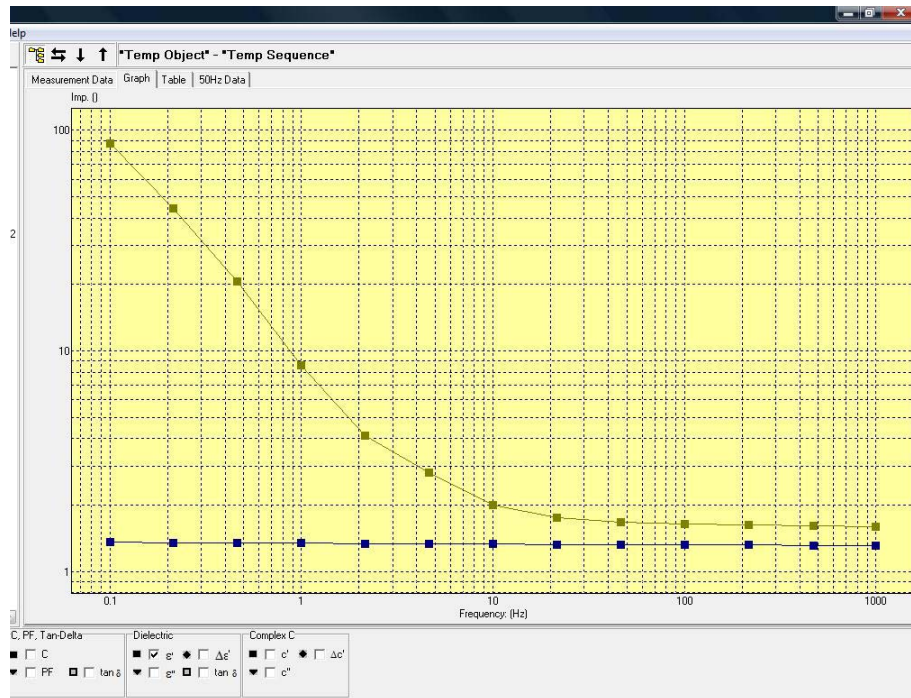 Help
"Temp Object" - "Temp Sequence"
Measurement Data Graph Table 50Hz Data
Imp. ()
100
2
10
1
0.1 1 10 100 1000
Frequency: (Hz)
C, PF, Tan-Delta Dielectric Complex C
C ε' Δε' c' Δc'
PF tan δ ε'' tan δ c''